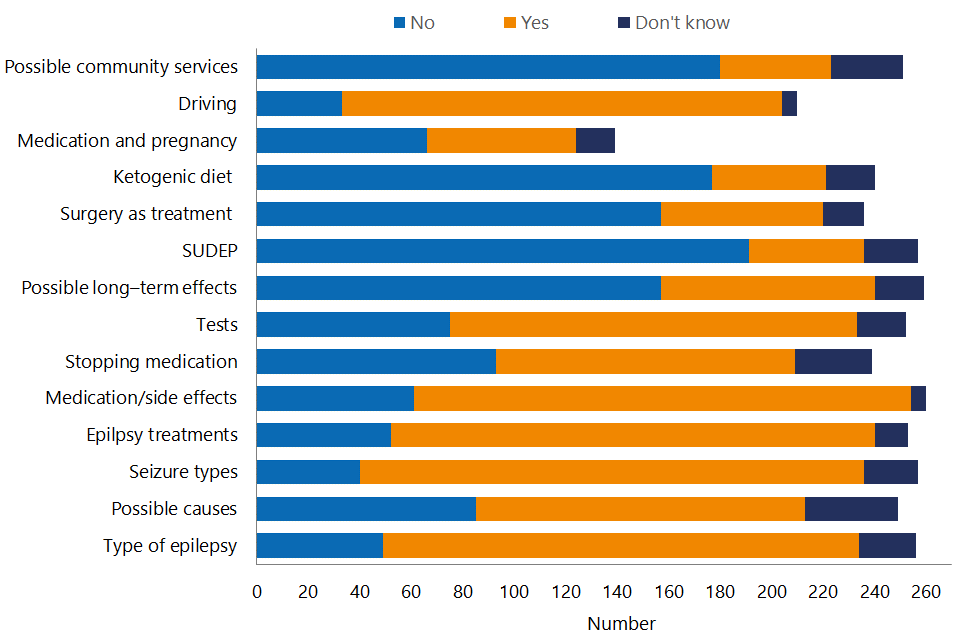 No Yes Don't know
Possible community services
Driving
Medication and pregnancy
Ketogenic diet
Surgery as treatment
SUDEP
Possible long–term effects
Tests
Stopping medication
Medication/side effects
Epilpsy treatments
Seizure types
Possible causes
Type of epilepsy
0 20 40 60 80 100 120 140 160 180 200 220 240 260
Number